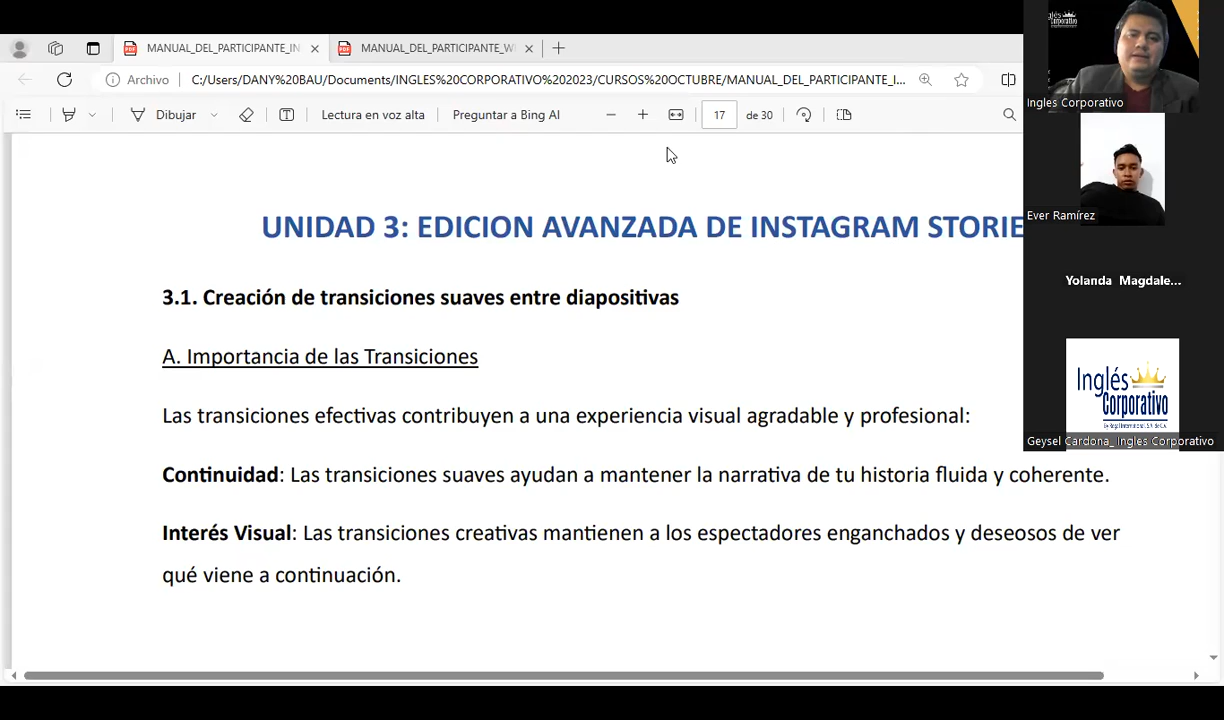 MANUAL_DEL_PARTICIPANTE_IN
MANUAL_DEL_PARTICIPANTE_W
Archivo
C:/Users/DANY%20BAU/Documents/INGLES%20CORPORATIVO%202023/CURSOS%20OCTUBRE/MANUAL_DEL_PARTICIPANTE_I...
Dibujar
Lectura en voz alta
Preguntar a Bing AI
17
de 30
UNIDAD 3: EDICION AVANZADA DE INSTAGRAM STORIE
3.1. Creación de transiciones suaves entre diapositivas
A. Importancia de las Transiciones
Las transiciones efectivas contribuyen a una experiencia visual agradable y profesional:
Continuidad: Las transiciones suaves ayudan a mantener la narrativa de tu historia fluida y coherente.
Interés Visual: Las transiciones creativas mantienen a los espectadores enganchados y deseosos de ver
qué viene a continuación.
Ingles Corporativo
Ever Ramírez
Yolanda Magdale...
Inglés
Corporativo
By Regal International, S.A. de C.V.
Geysel Cardona_ Ingles Corporativo